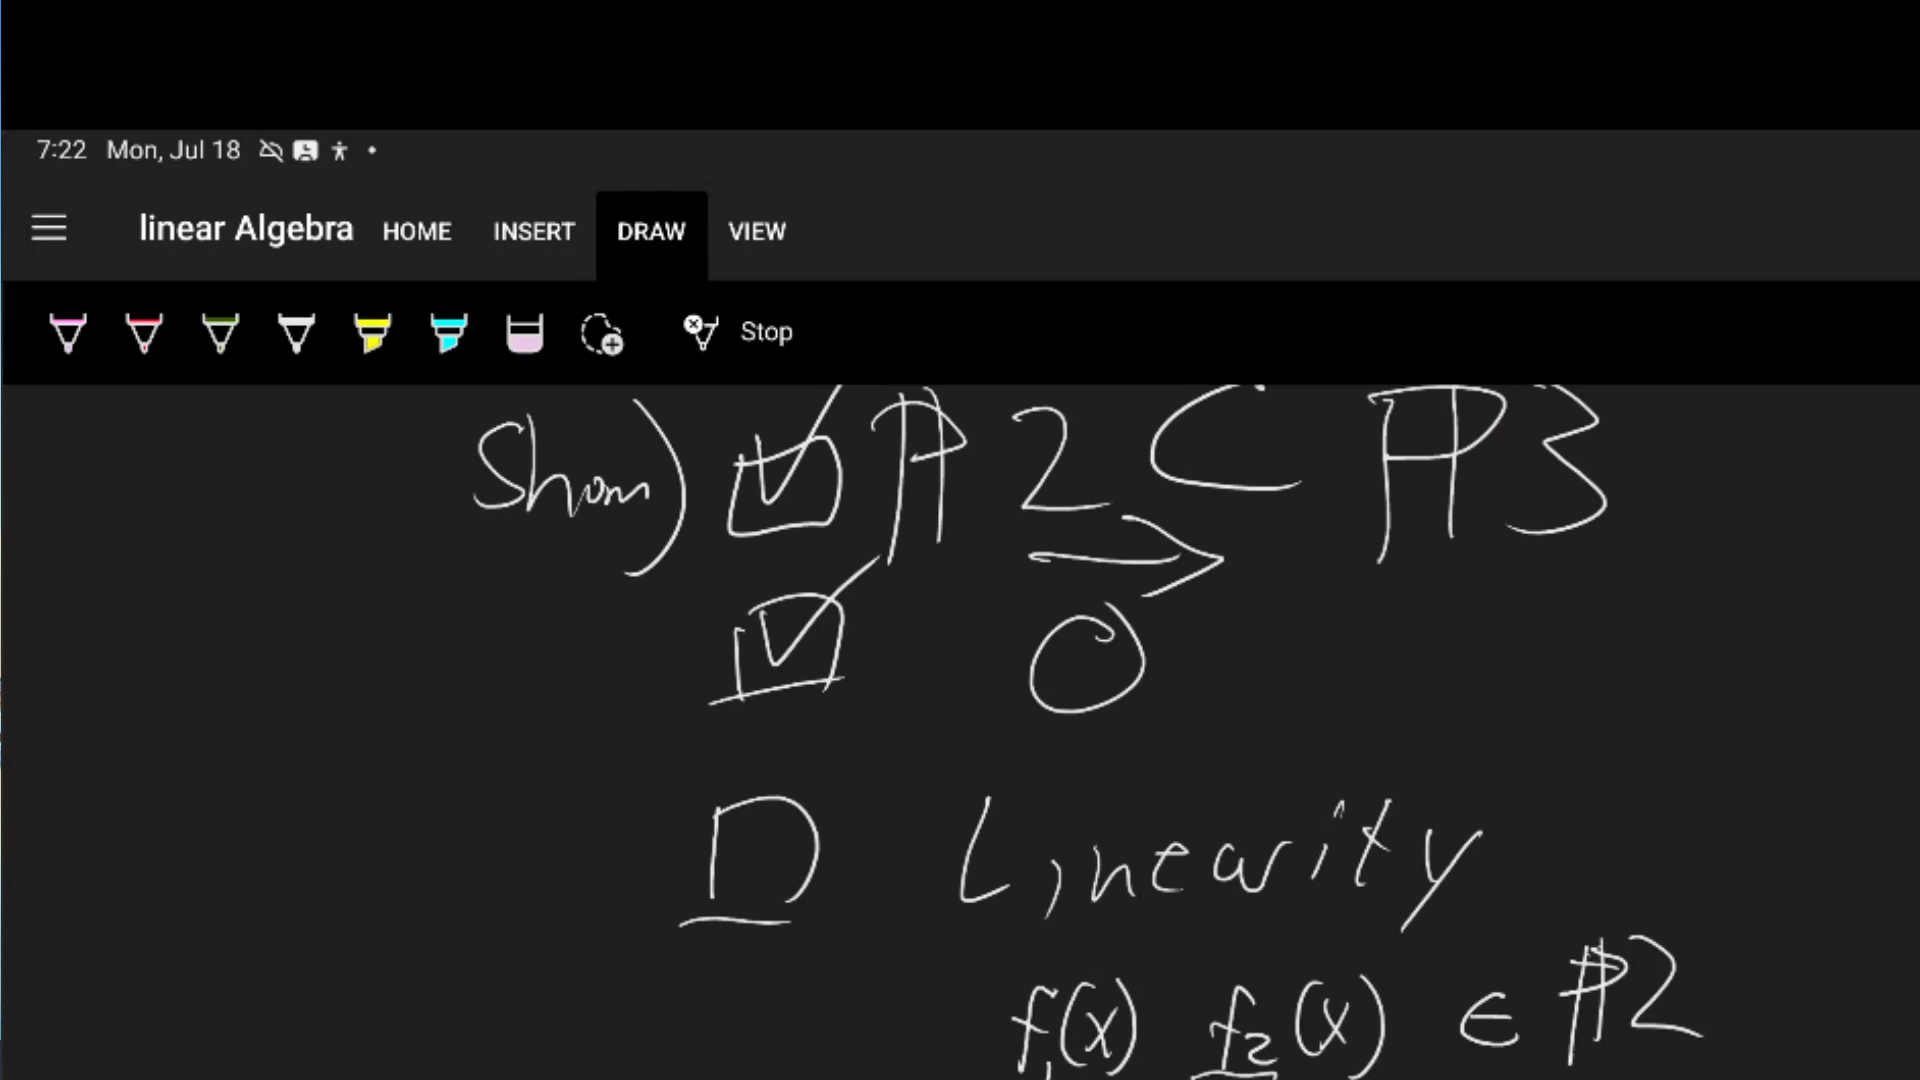 7:22 Mon, Jul 18
linear Algebra HOME INSERT DRAW VIEW
Stop
Show) ☑ ℙ2 ⊂ ℙ3
☑ \vec{0}
□ Linearity
f₁(x) f₂(x) ∈ ℙ2